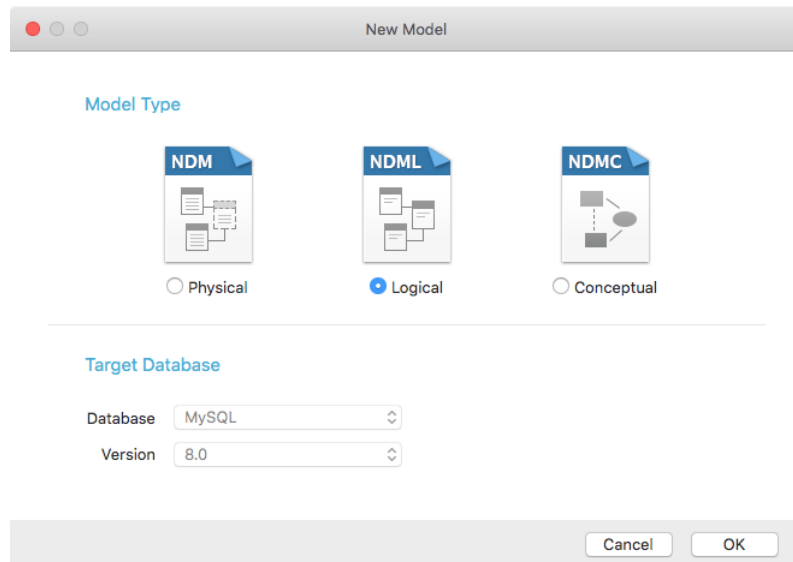 New Model
Model Type
NDM NDML NDMC
Physical Logical Conceptual
Target Database
Database MySQL
Version 8.0
Cancel OK